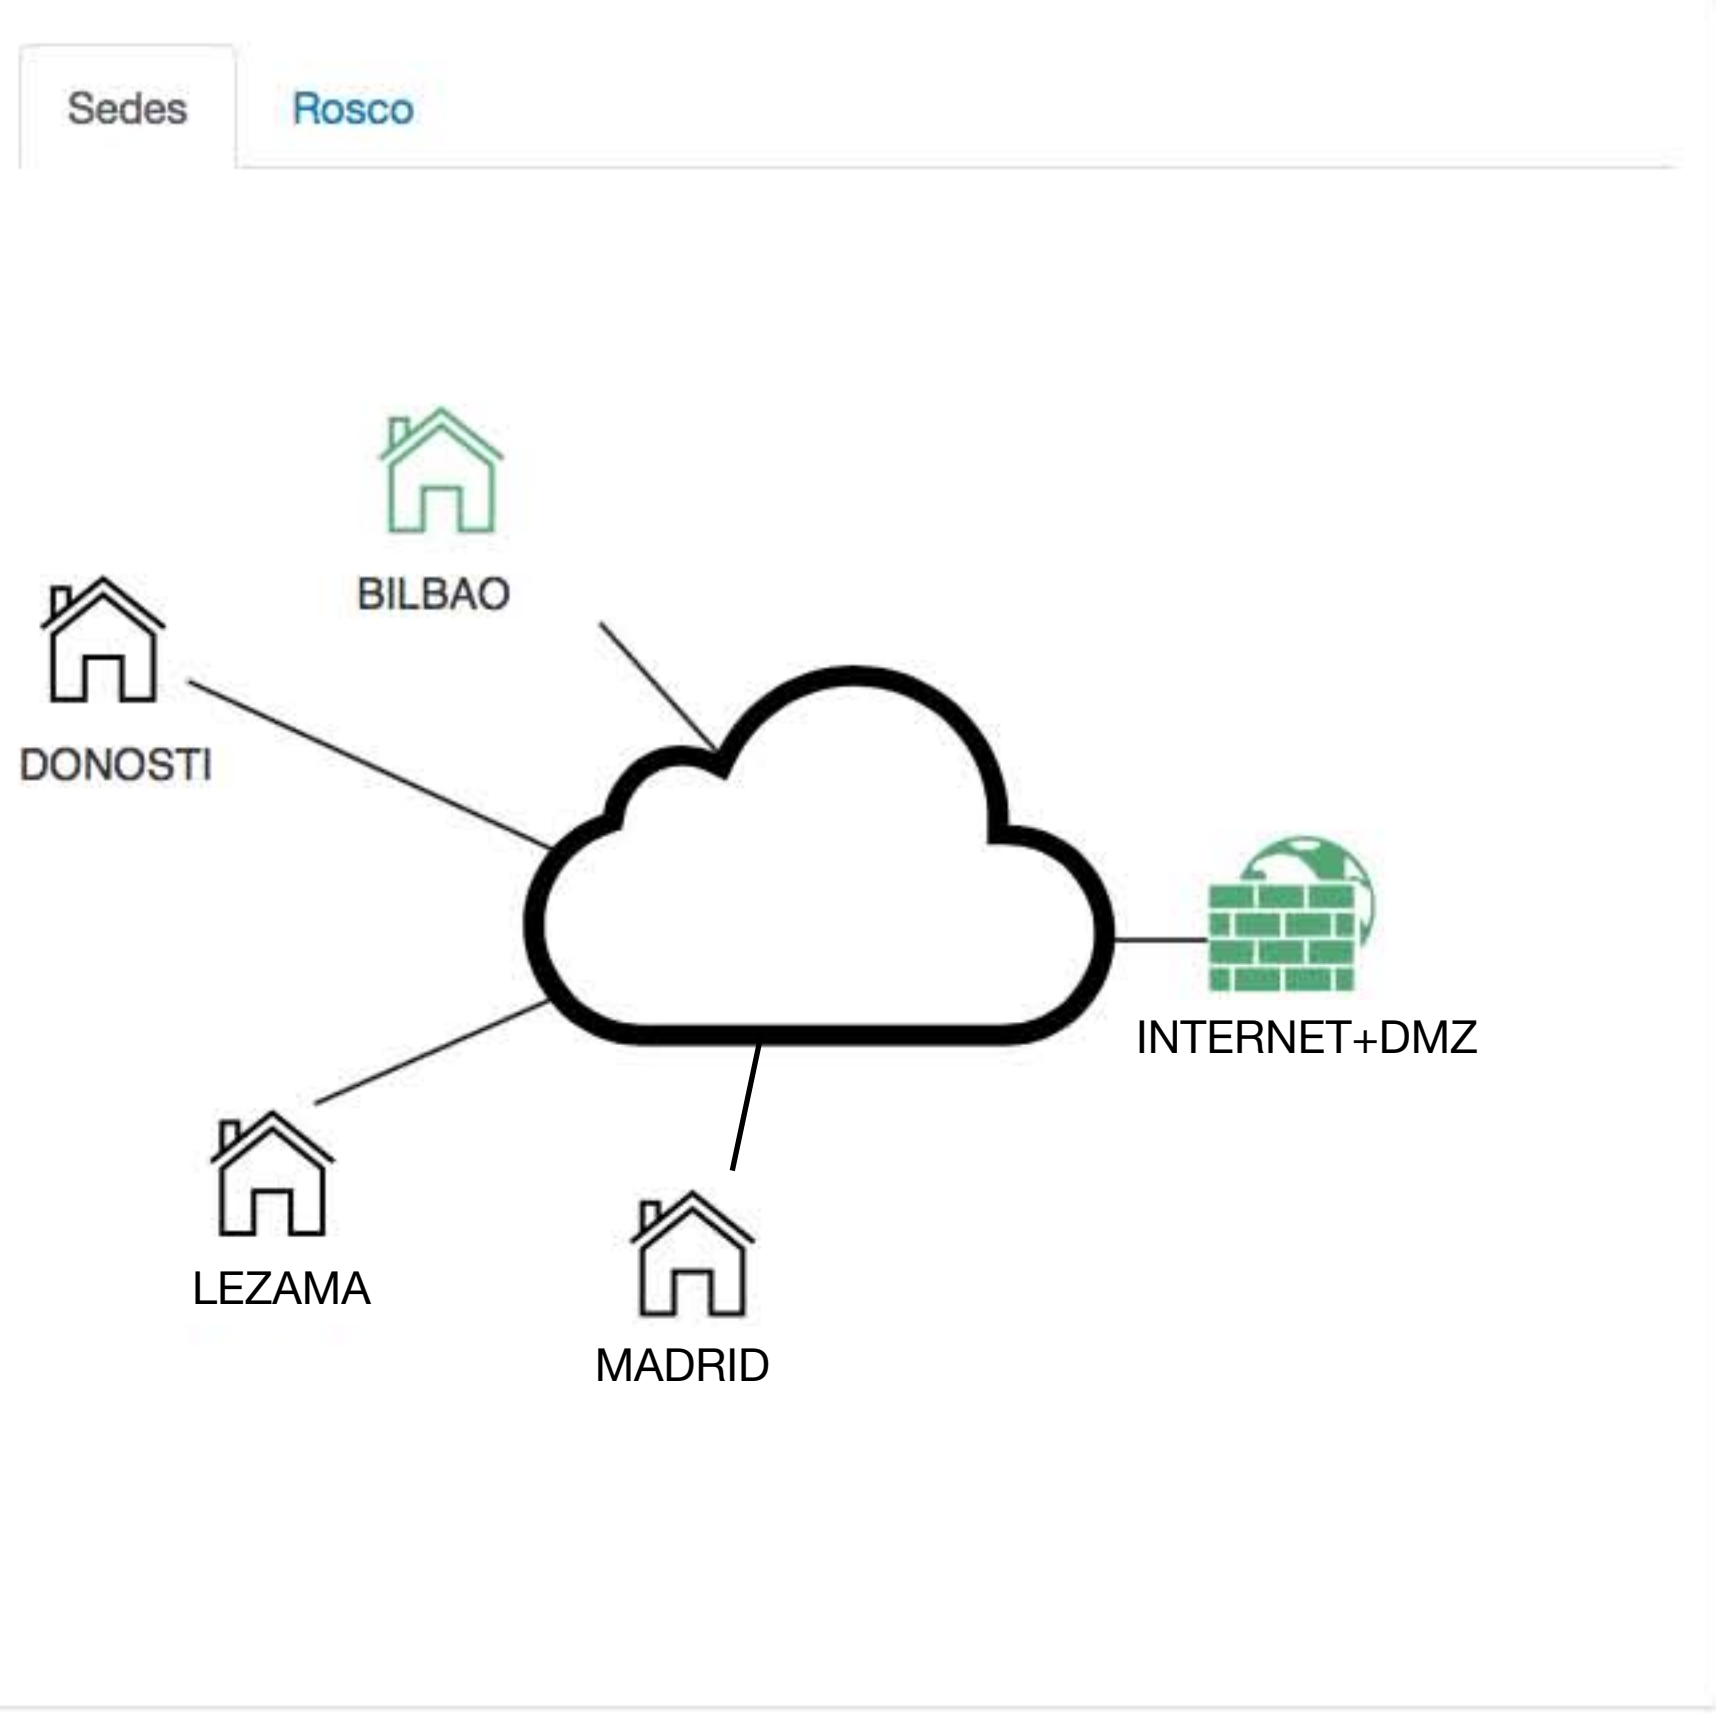 Sedes
Rosco
BILBAO
DONOSTI
INTERNET+DMZ
LEZAMA
MADRID